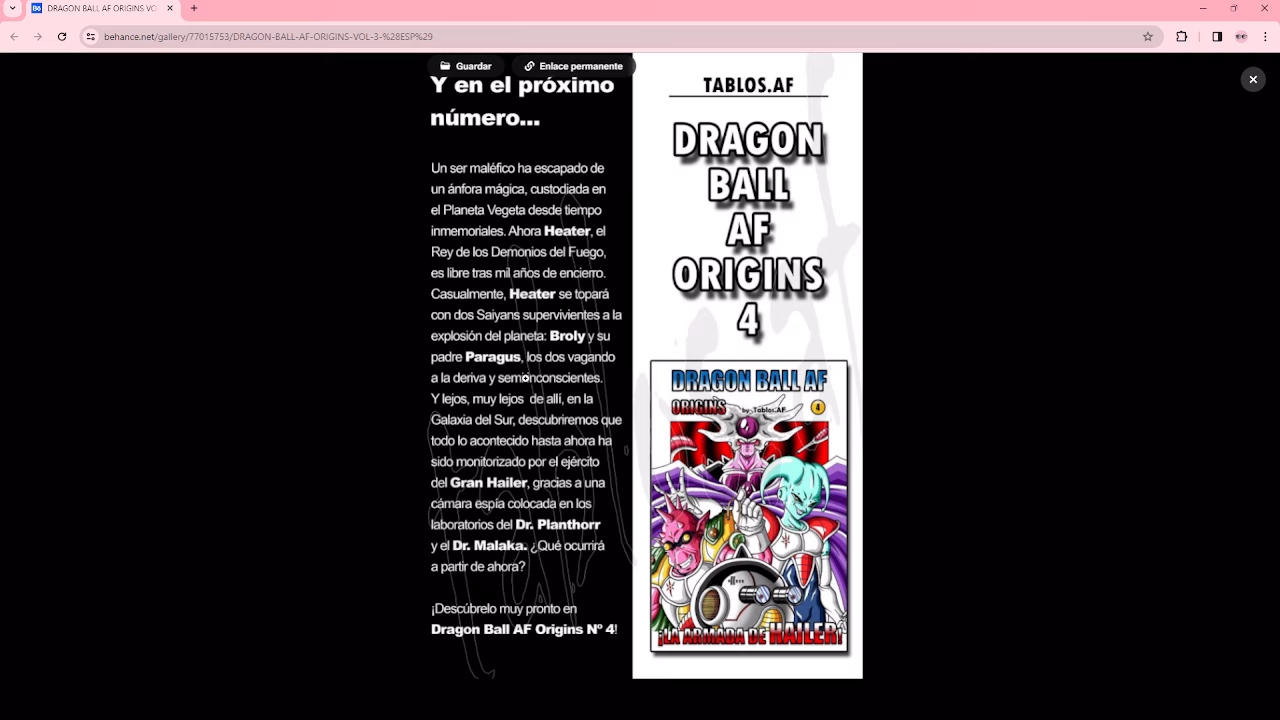 DRAGON BALL AF ORIGINS VO
behance.net/gallery/77015753/DRAGON-BALL-AF-ORIGINS-VOL-3-%28ESP%29
Guardar
Enlace permanente
Y en el próximo
número...
Un ser maléfico ha escapado de
un ánfora mágica, custodiada en
el Planeta Vegeta desde tiempo
inmemoriales. Ahora Heater, el
Rey de los Demonios del Fuego,
es libre tras mil años de encierro.
Casualmente, Heater se topará
con dos Saiyans supervivientes a la
explosión del planeta: Broly y su
padre Paragus, los dos vagando
a la deriva y semiinconscientes.
Y lejos, muy lejos de allí, en la
Galaxia del Sur, descubriremos que
todo lo acontecido hasta ahora ha
sido monitorizado por el ejército
del Gran Hailer, gracias a una
cámara espía colocada en los
laboratorios del Dr. Planthorr
y el Dr. Malaka. ¿Qué ocurrirá
a partir de ahora?
¡Descúbrelo muy pronto en
Dragon Ball AF Origins Nº 4!
TABLOS.AF
DRAGON
BALL
AF
ORIGINS
4
DRAGON BALL AF
ORIGINS by Tablos.AF 4
¡LA ARMADA DE HAILER!